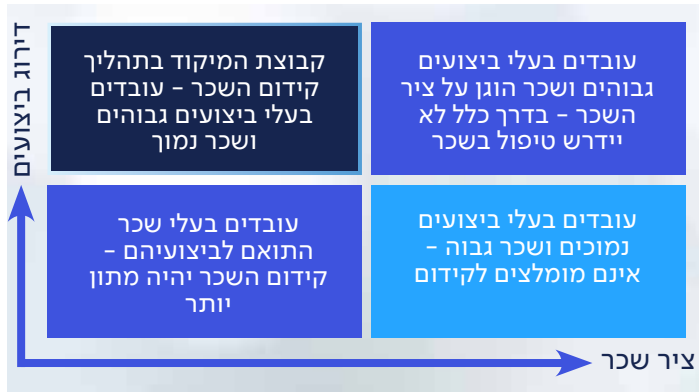 דירוג ביצועים
עובדים בעלי ביצועים
גבוהים ושכר הוגן על ציר
השכר – בדרך כלל לא
יידרש טיפול בשכר
קבוצת המיקוד בתהליך
קידום השכר – עובדים
בעלי ביצועים גבוהים
ושכר נמוך
עובדים בעלי ביצועים
נמוכים ושכר גבוה –
אינם מומלצים לקידום
עובדים בעלי שכר
התואם לביצועיהם –
קידום השכר יהיה מתון
יותר
ציר שכר